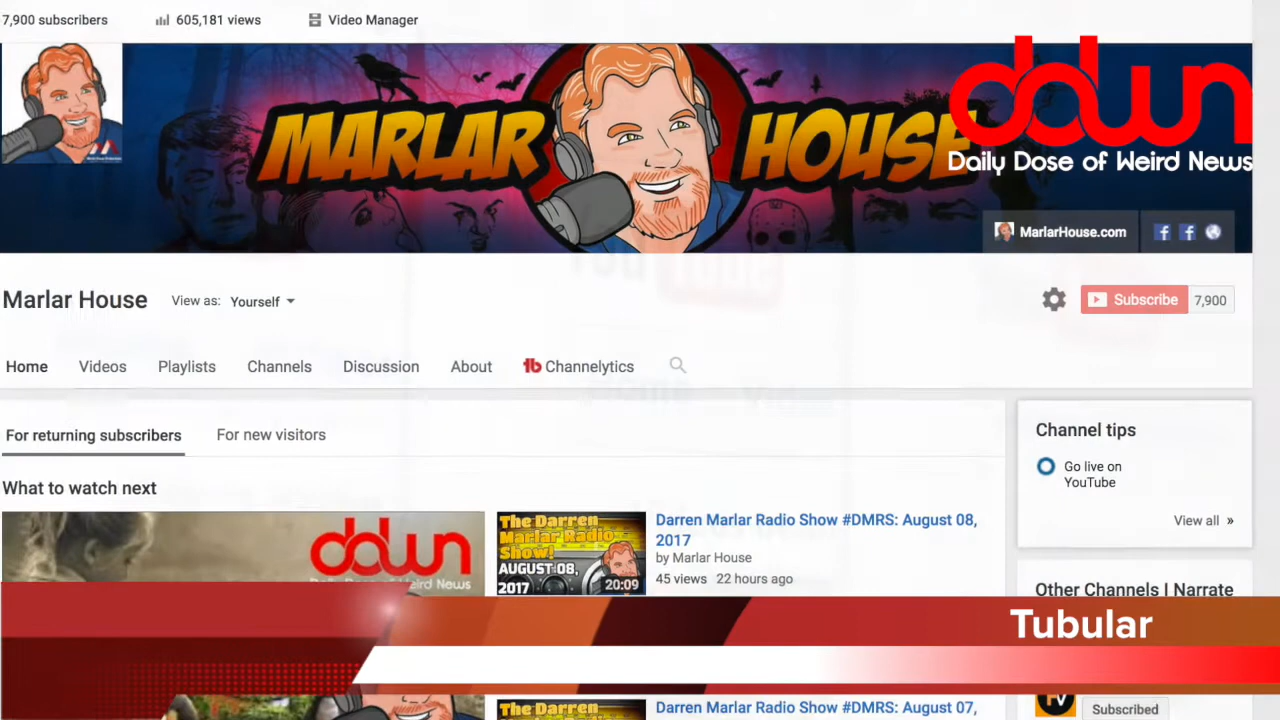 7,900 subscribers
605,181 views
Video Manager
MARLAR HOUSE
ddwn
Daily Dose of Weird News
MarlarHouse.com
Marlar House
View as: Yourself
Subscribe 7,900
Home Videos Playlists Channels Discussion About Channelytics
For returning subscribers
For new visitors
Channel tips
Go live on
YouTube
View all »
What to watch next
ddwn
Weird News
The Darren
Marlar Radio
Show!
AUGUST 08,
2017
20:09
Darren Marlar Radio Show #DMRS: August 08,
2017
by Marlar House
45 views 22 hours ago
Other Channels I Narrate
Tubular
The Darren
Darren Marlar Radio Show #DMRS: August 07,
Subscribed